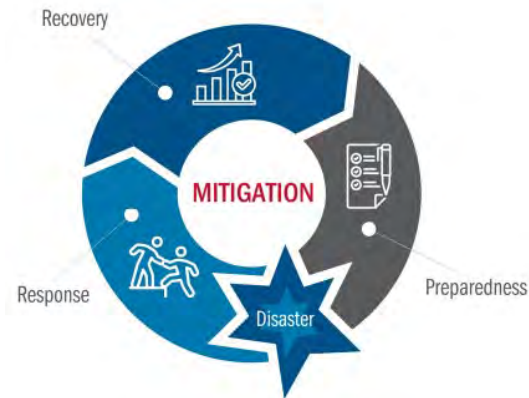 Recovery
MITIGATION
Response
Preparedness
Disaster